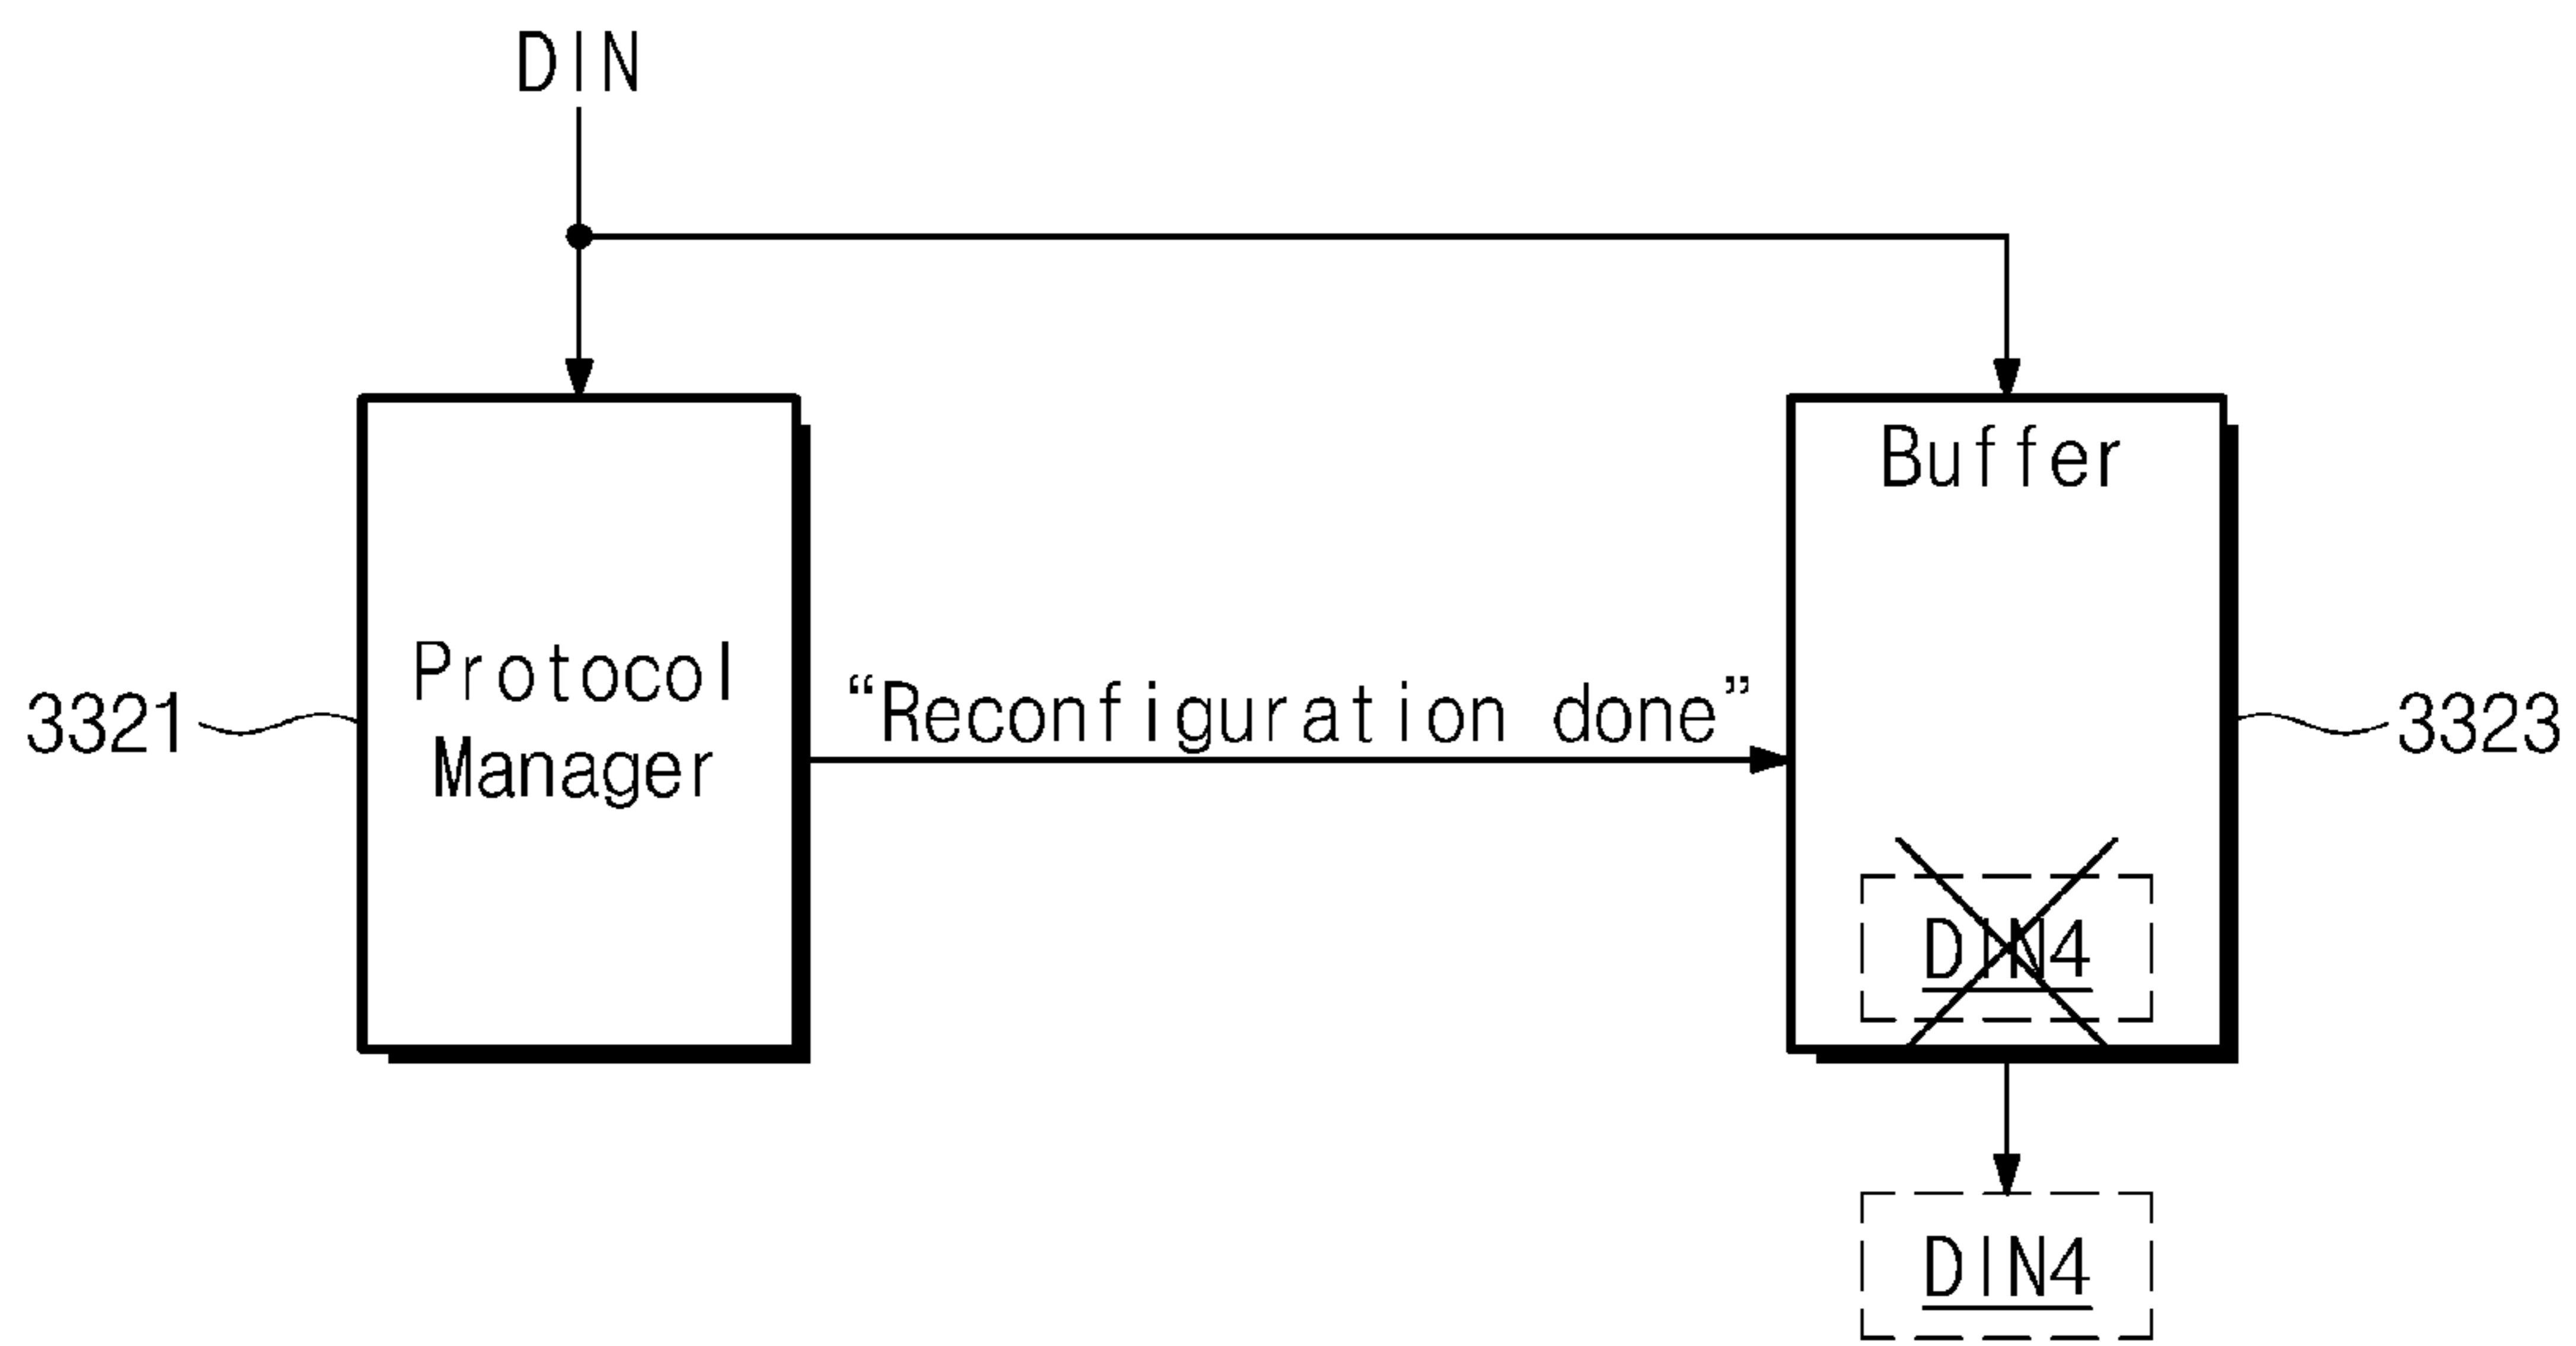 DIN
Buffer
Protocol
Manager
3321
“Reconfiguration done”
3323
DIN4
DIN4